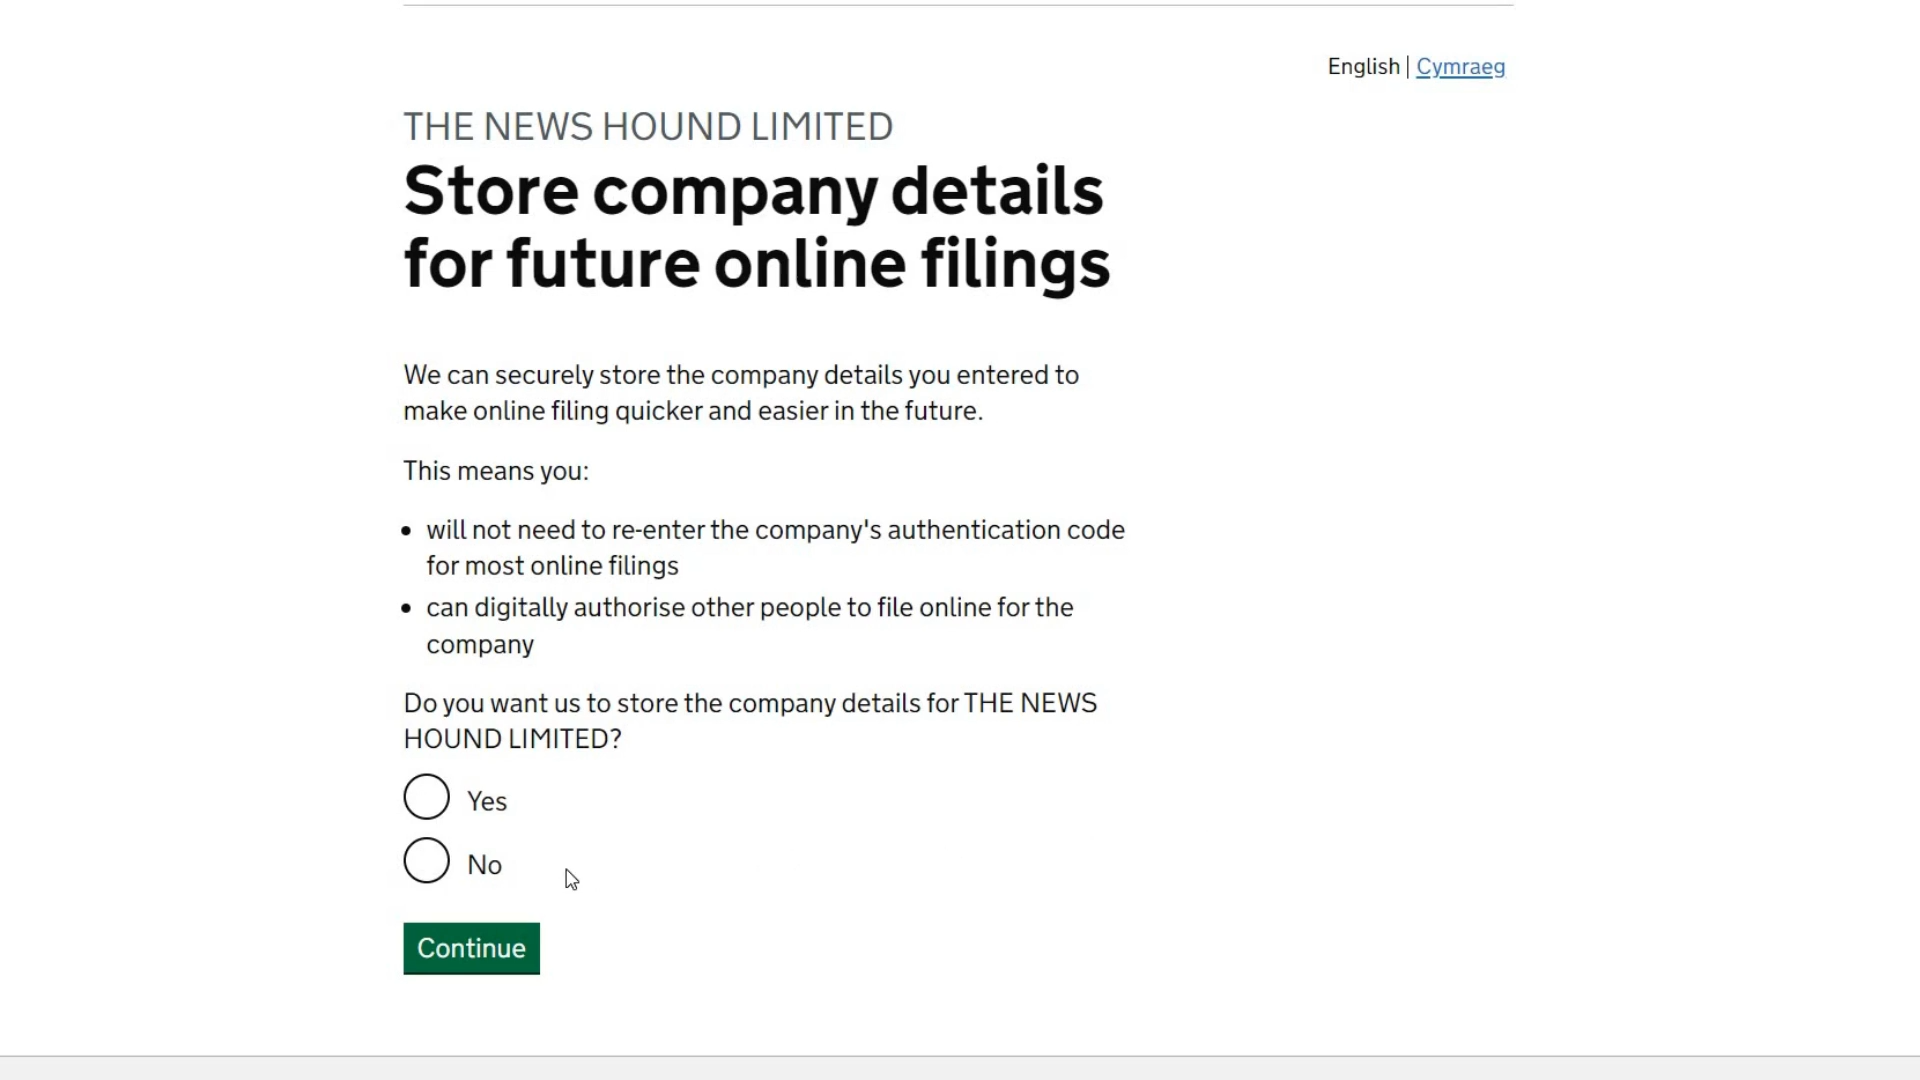 English | Cymraeg
THE NEWS HOUND LIMITED
Store company details
for future online filings
We can securely store the company details you entered to
make online filing quicker and easier in the future.
This means you:
• will not need to re-enter the company's authentication code
for most online filings
• can digitally authorise other people to file online for the
company
Do you want us to store the company details for THE NEWS
HOUND LIMITED?
Yes
No
Continue